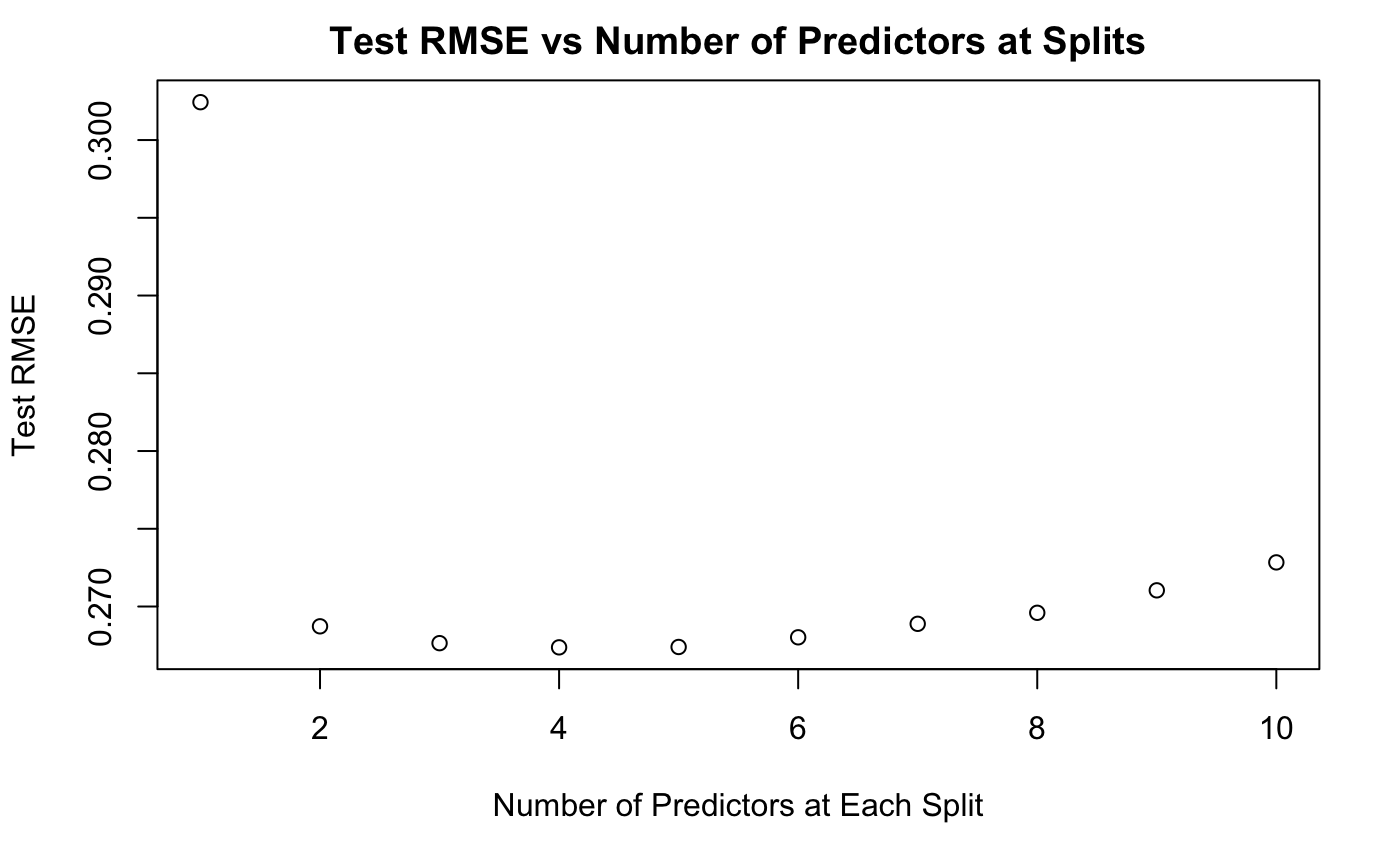 Test RMSE vs Number of Predictors at Splits
Test RMSE
0.300
0.290
0.280
0.270
2 4 6 8 10
Number of Predictors at Each Split